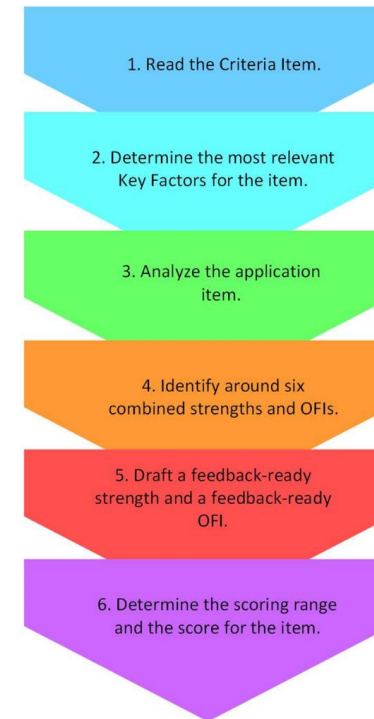 1. Read the Criteria Item.
2. Determine the most relevant
Key Factors for the item.
3. Analyze the application
item.
4. Identify around six
combined strengths and OFIs.
5. Draft a feedback-ready
strength and a feedback-ready
OFI.
6. Determine the scoring range
and the score for the item.